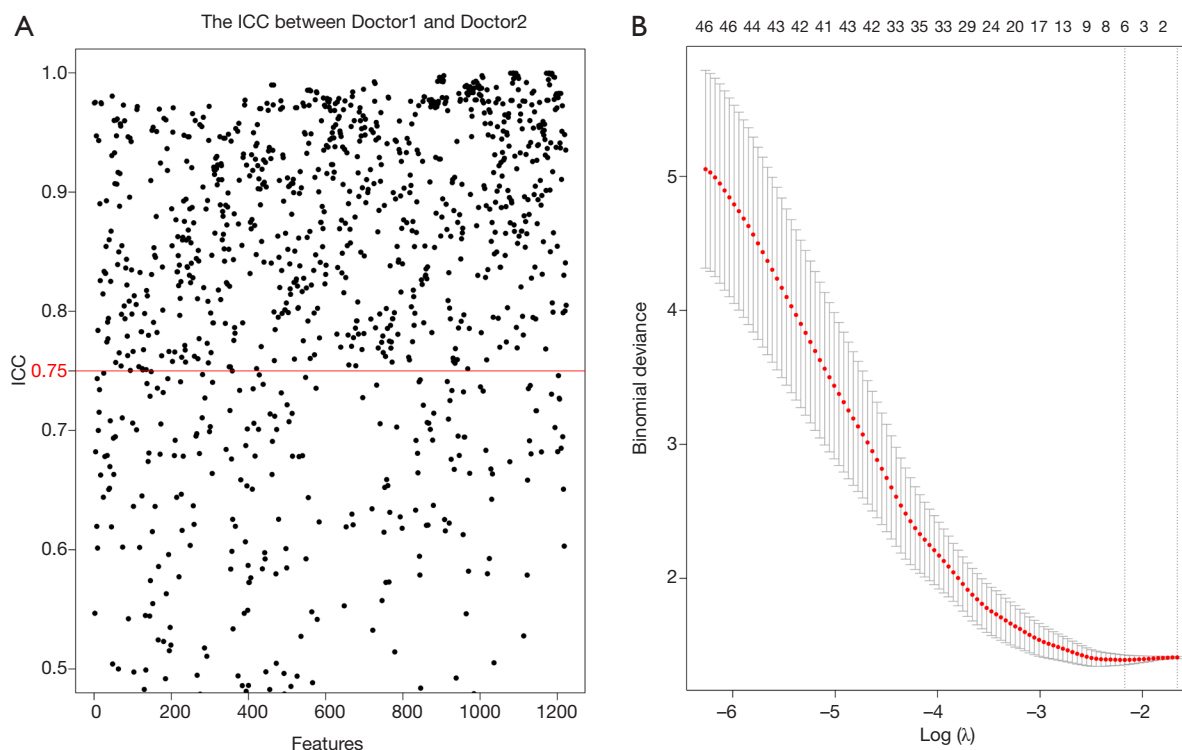 A
The ICC between Doctor1 and Doctor2
1.0
0.9
0.8
0.75
0.7
0.6
0.5
ICC
0 200 400 600 800 1000 1200
Features
B
46 46 44 43 42 41 43 42 33 35 33 29 24 20 17 13 9 8 6 3 2
5
4
3
2
Binomial deviance
−6 −5 −4 −3 −2
Log (λ)